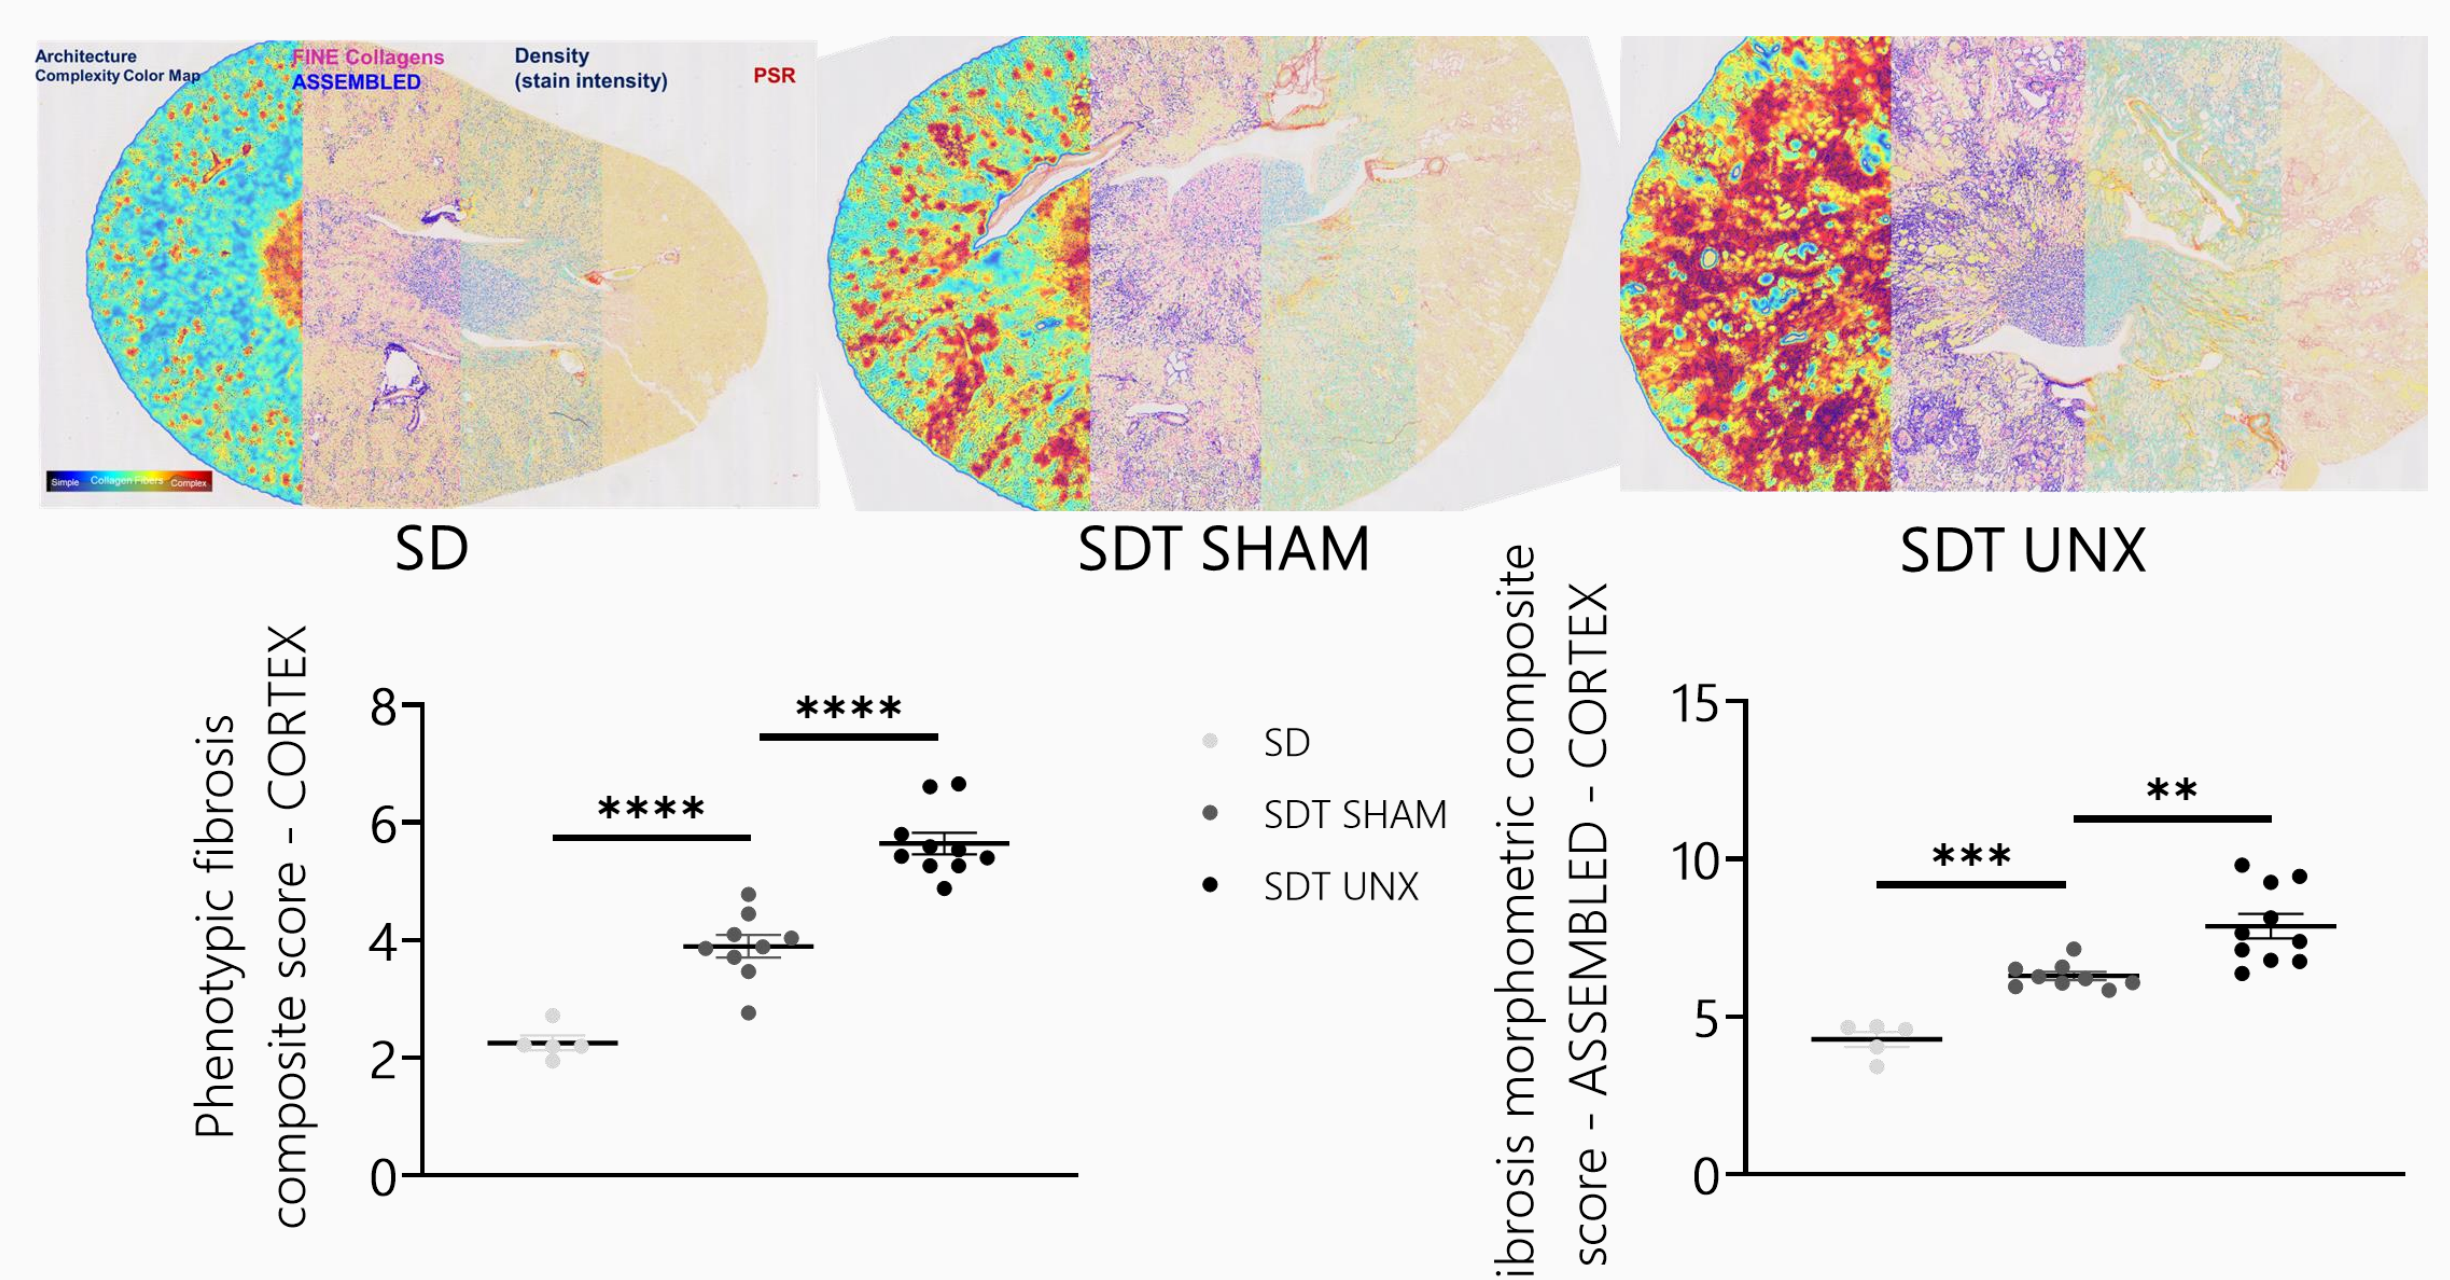 Architecture
Complexity Color Map
FINE Collagens
ASSEMBLED
Density
(stain intensity)
PSR
Simple Collagen Fibers Complex
SD
SDT SHAM
SDT UNX
Phenotypic fibrosis
composite score - CORTEX
8
6
4
2
0
****
****
SD
SDT SHAM
SDT UNX
ibrosis morphometric composite
score - ASSEMBLED - CORTEX
15
10
5
0
***
**